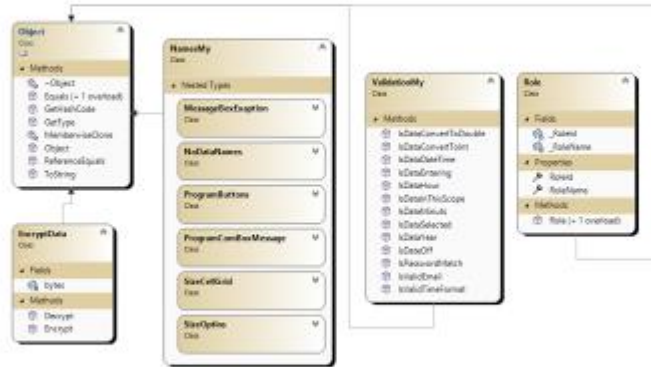 Object
Class
Methods
~Object
Equals (+ 1 overload)
GetHashCode
GetType
MemberwiseClone
Object
ReferenceEquals
ToString
EncryptData
Class
Fields
bytes
Methods
Decrypt
Encrypt
NamesMy
Class
Nested Types
MessageBoxExaption
Class
NoDataNames
Class
ProgramButtons
Class
ProgramComBoxMessage
Class
SizeCellGrid
Class
SizeOptins
Class
ValidationMy
Class
Methods
IsDataConvertToDouble
IsDataConvertToInt
IsDataDateTime
IsDataEntering
IsDataHour
IsDataInThisScope
IsDataMinuts
IsDataSelected
IsDataYear
IsDateOff
IsPasswordMatch
IsValidEmail
IsValidTimeFormat
Role
Class
Fields
_RoleId
_RoleName
Properties
RoleId
RoleName
Methods
Role (+ 1 overload)